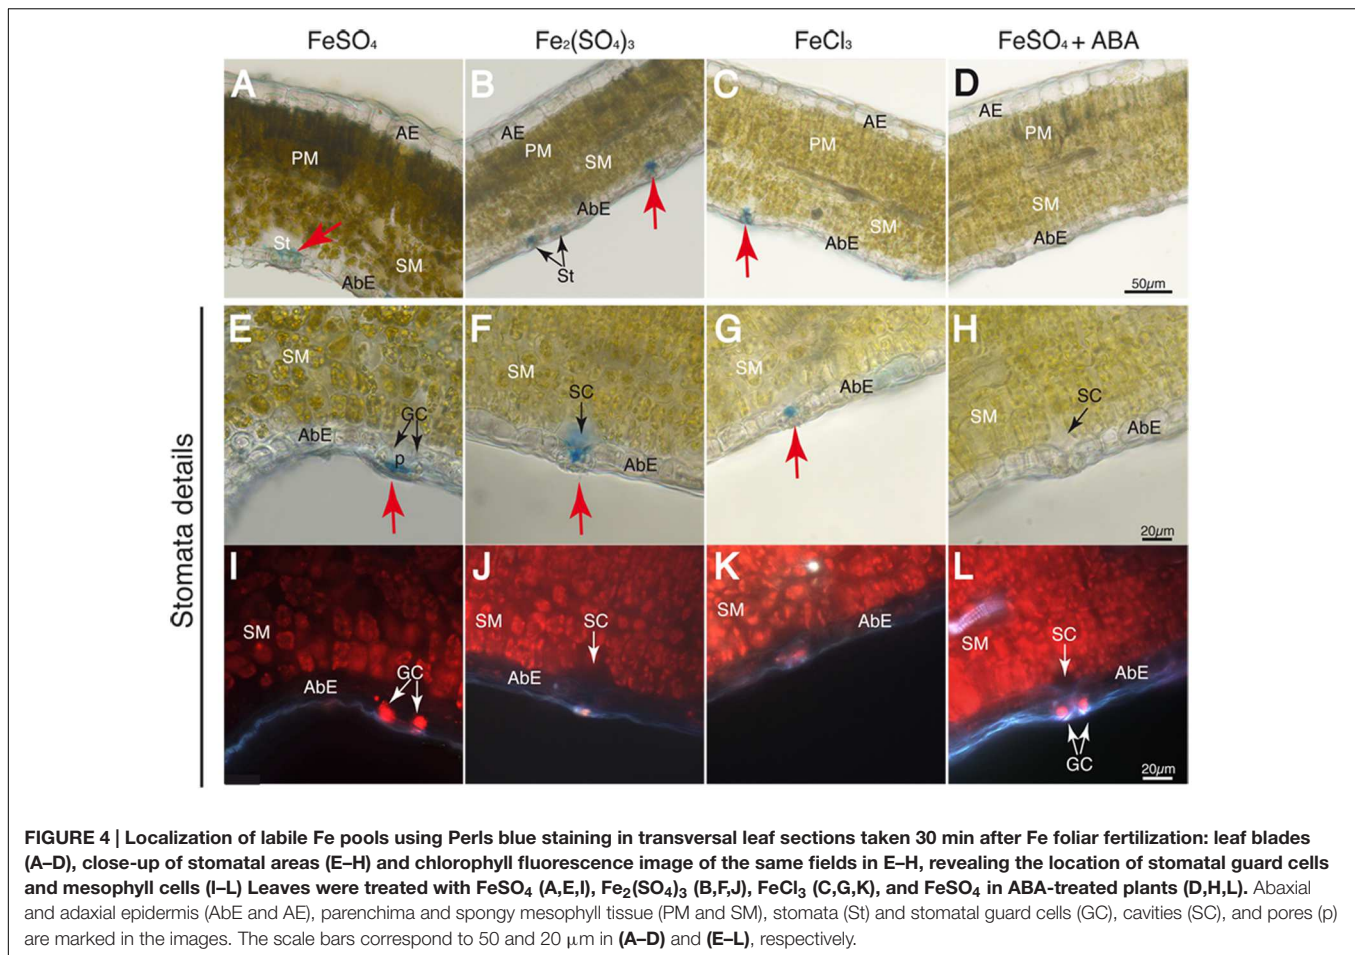 FeSO₄ Fe₂(SO₄)₃ FeCl₃ FeSO₄ + ABA
A B C D
AE AE AE AE
PM PM PM PM
SM SM SM SM
St St
AbE AbE AbE AbE
50µm
Stomata details
E F G H
SM SM SM SM
GC SC SC
AbE AbE AbE AbE
p
20µm
I J K L
SM SM SM SM
GC SC SC GC
AbE AbE AbE AbE
20µm
FIGURE 4 | Localization of labile Fe pools using Perls blue staining in transversal leaf sections taken 30 min after Fe foliar fertilization: leaf blades
(A–D), close-up of stomatal areas (E–H) and chlorophyll fluorescence image of the same fields in E–H, revealing the location of stomatal guard cells
and mesophyll cells (I–L) Leaves were treated with FeSO₄ (A,E,I), Fe₂(SO₄)₃ (B,F,J), FeCl₃ (C,G,K), and FeSO₄ in ABA-treated plants (D,H,L). Abaxial
and adaxial epidermis (AbE and AE), parenchima and spongy mesophyll tissue (PM and SM), stomata (St) and stomatal guard cells (GC), cavities (SC), and pores (p)
are marked in the images. The scale bars correspond to 50 and 20 μm in (A–D) and (E–L), respectively.